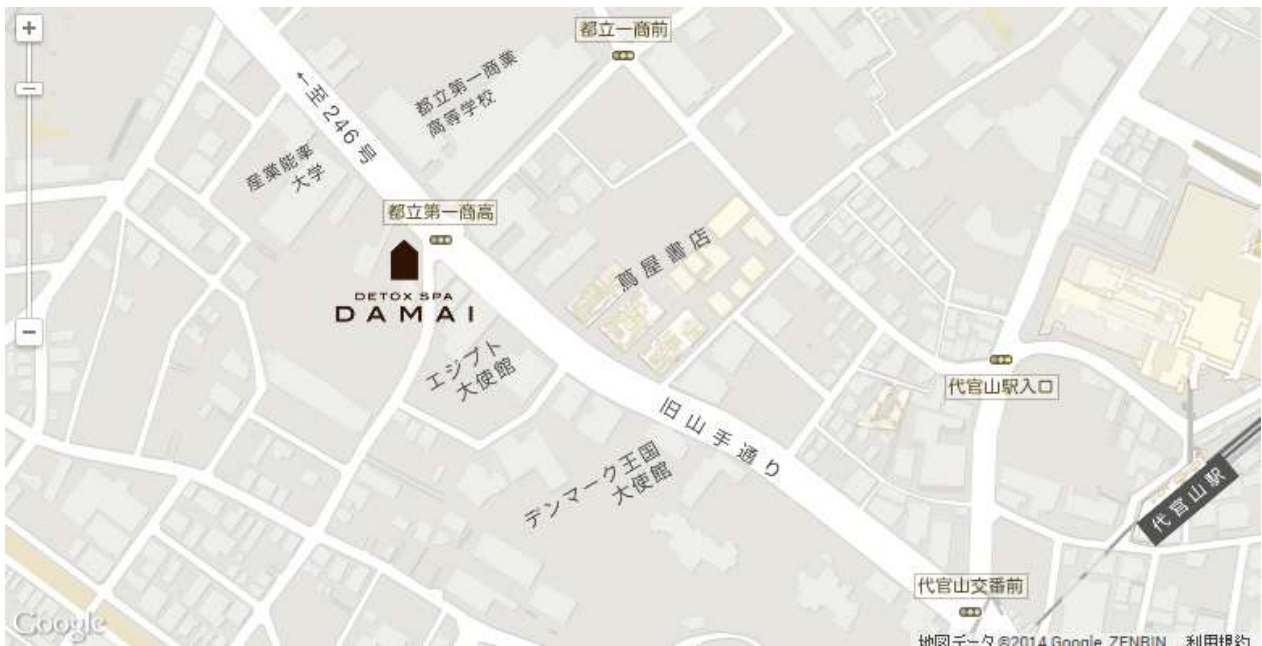 都立一商前
←至246号
都立第一商業
高等学校
産業能率
大学
都立第一商高
蔦屋書店
DETOX SPA
DAMAI
エジプト
大使館
代官山駅入口
旧山手通り
デンマーク王国
大使館
代官山駅
代官山交番前
Google
地図データ ©2014 Google, ZENRIN 利用規約